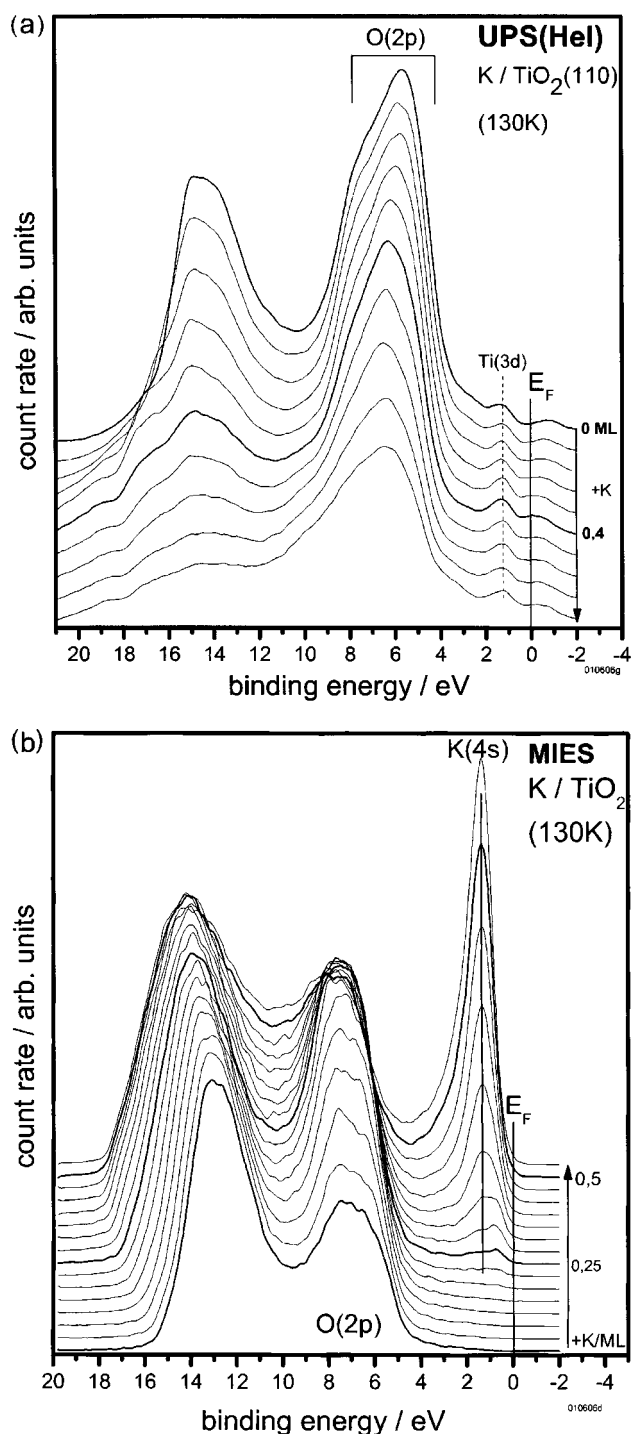 (a)
UPS(HeI)
O(2p)
K / TiO2(110)
(130K)
Ti(3d)
EF
0 ML
+K
0,4
count rate / arb. units
20 18 16 14 12 10 8 6 4 2 0 -2 -4
010606g
binding energy / eV
(b)
K(4s)
MIES
K / TiO2
(130K)
EF
0,5
0,25
+K/ML
O(2p)
count rate / arb. units
20 18 16 14 12 10 8 6 4 2 0 -2 -4
010606d
binding energy / eV